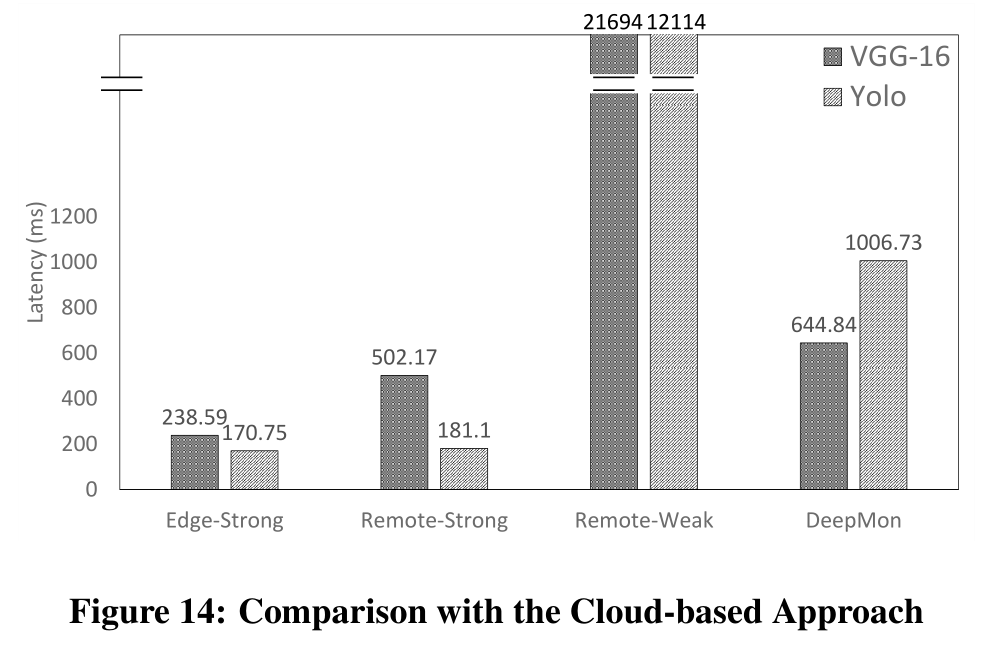 21694 12114
VGG-16
Yolo
Latency (ms)
1200
1000
800
600
400
200
0
238.59
170.75
502.17
181.1
644.84
1006.73
Edge-Strong
Remote-Strong
Remote-Weak
DeepMon
Figure 14: Comparison with the Cloud-based Approach